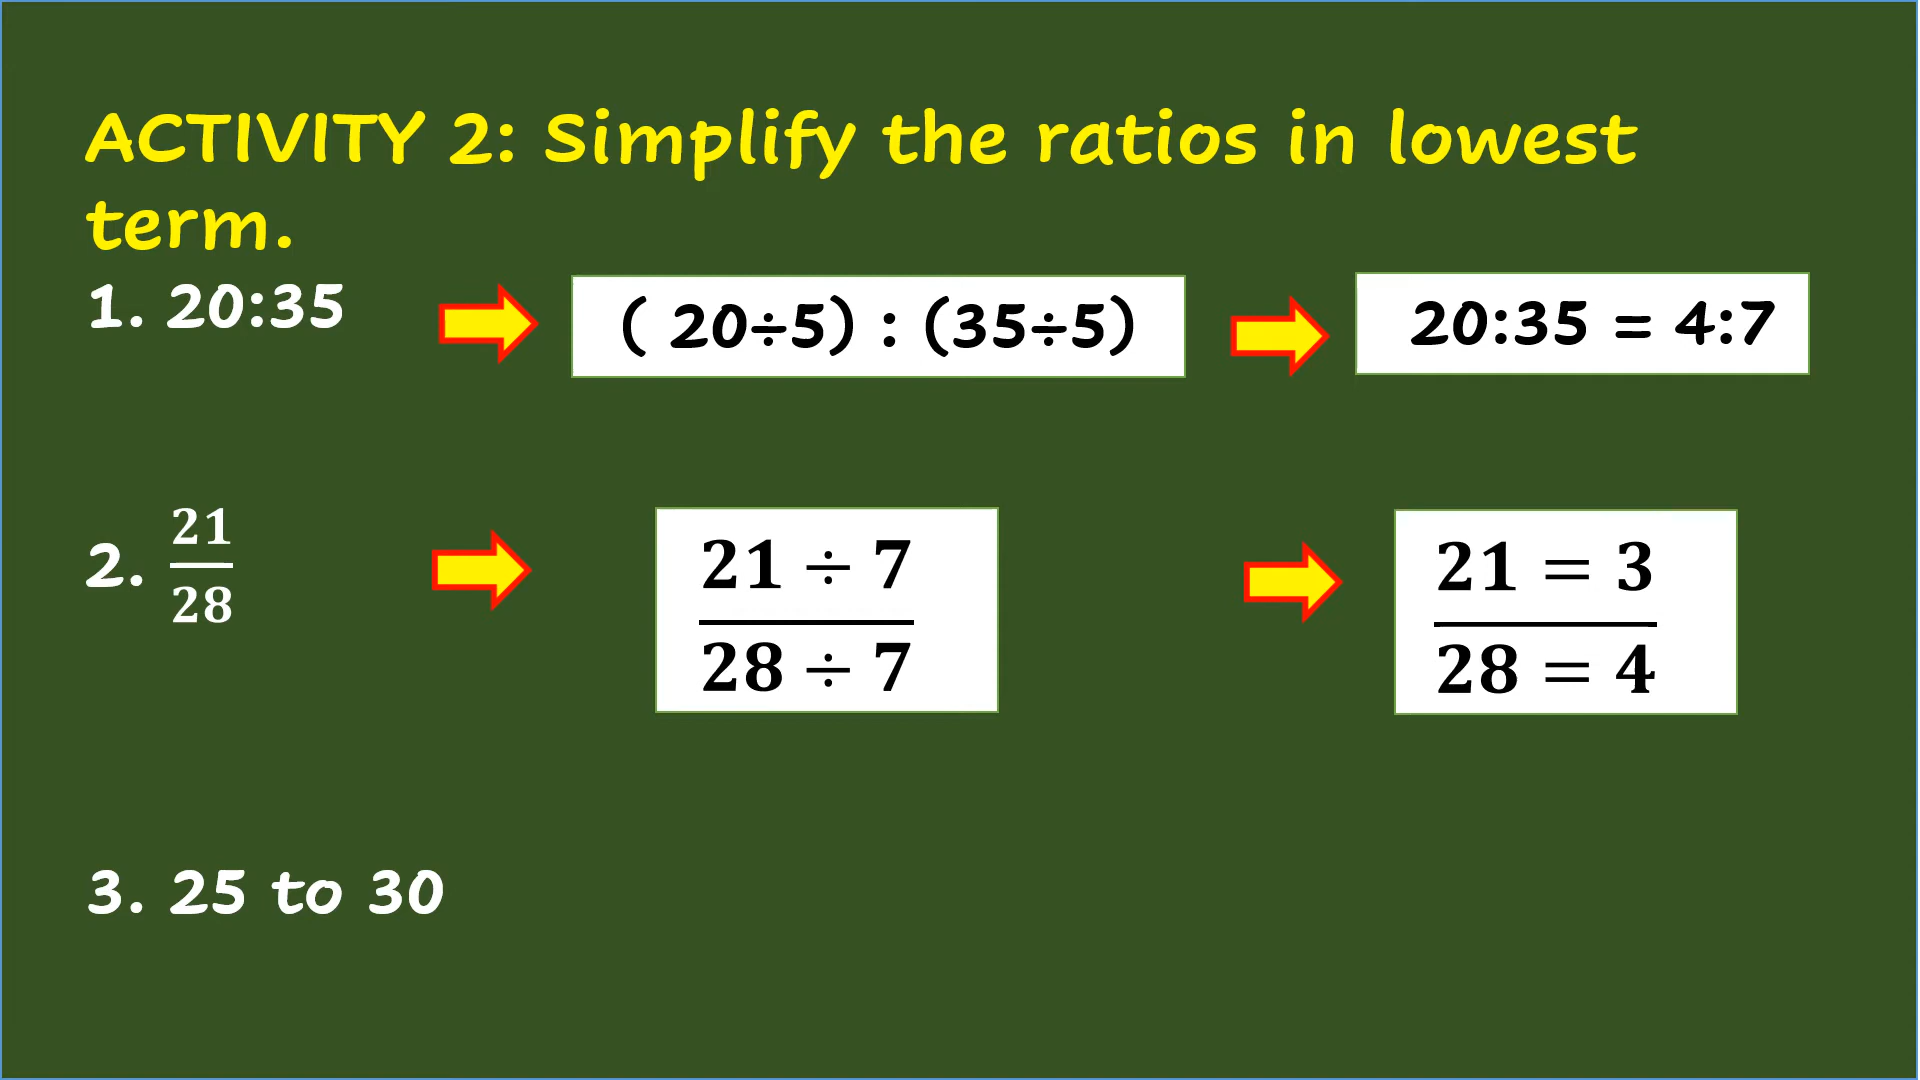 ACTIVITY 2: Simplify the ratios in lowest
term.
1. 20:35
( 20÷5) : (35÷5)
20:35 = 4:7
2. 21/28
21 ÷ 7
28 ÷ 7
21 = 3
28 = 4
3. 25 to 30